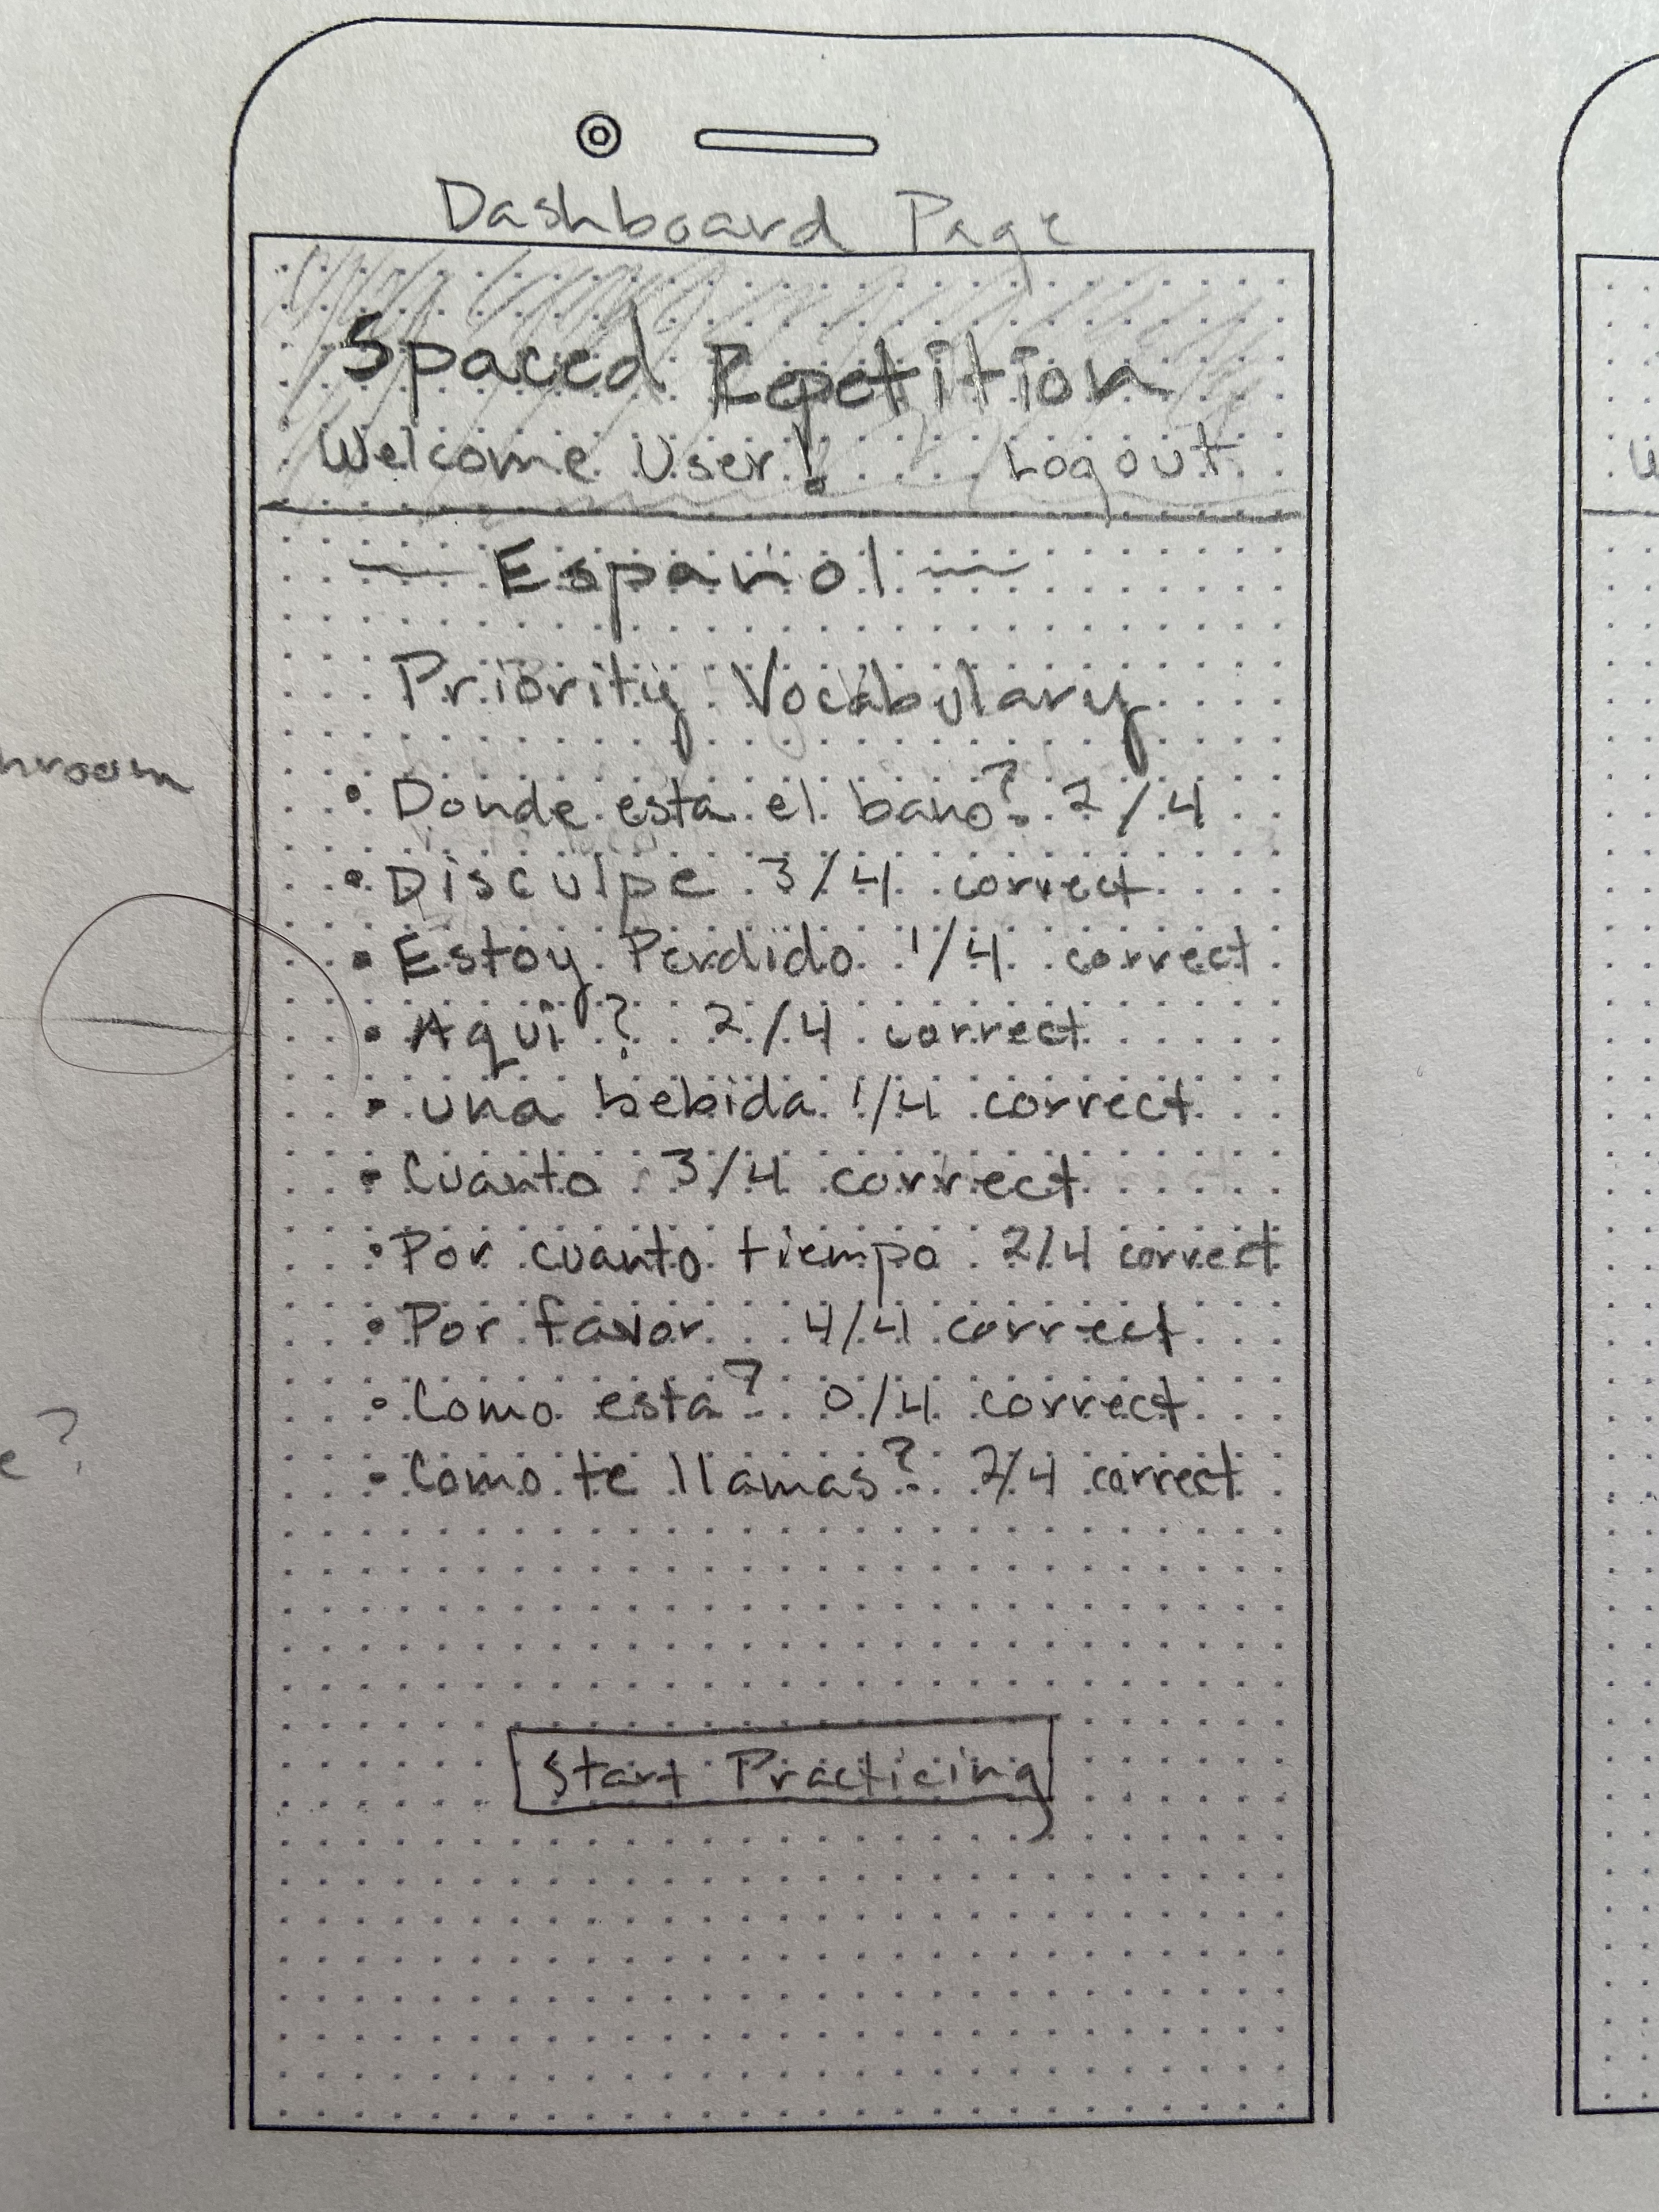 Dashboard Page
Spaced Repetition
Welcome User! Logout
Espanol
Priority Vocabulary
• Donde esta el bano? 2/4
• Disculpe 3/4 correct
• Estoy Perdido 1/4 correct
• Aqui? 2/4 correct
• una bebida 1/4 correct
• Cuanto 3/4 correct
• Por cuanto tiempo 2/4 correct
• Por favor 4/4 correct
• Como esta? 0/4 correct
• Como te llamas? 2/4 correct
Start Practicing